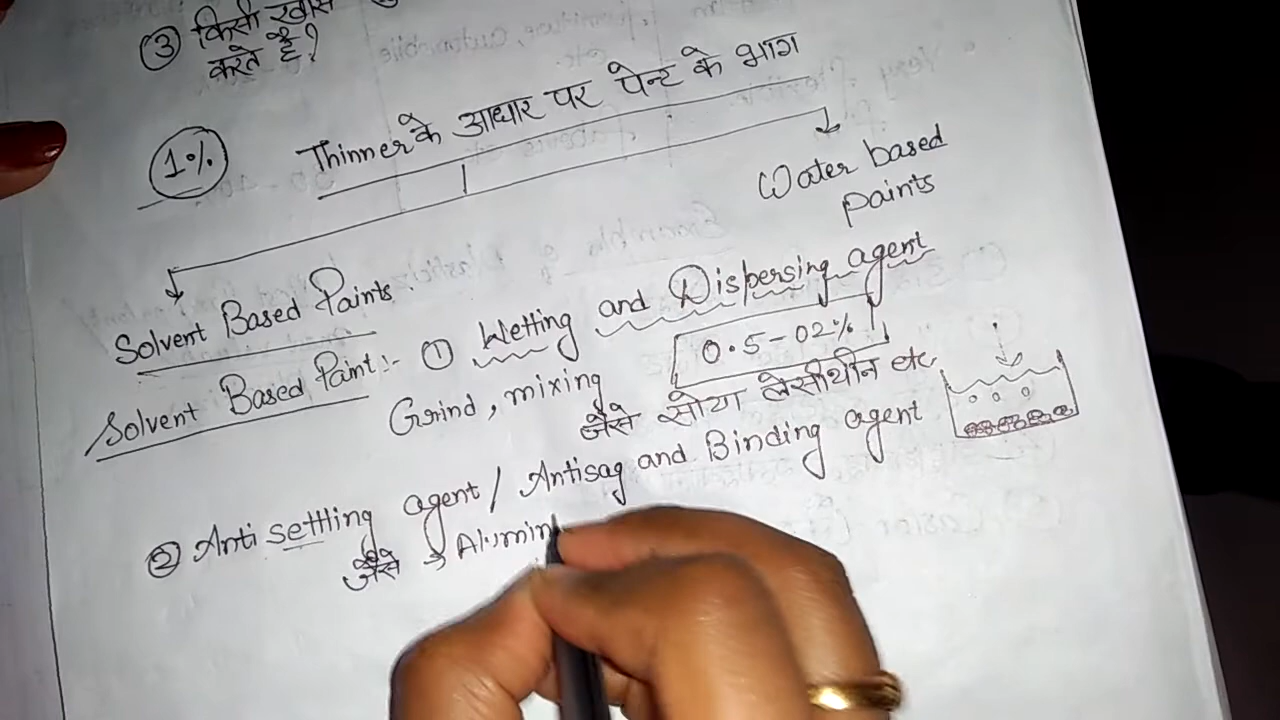 ③ किसी खास
करते है?
1% Thinner के आधार पर पेन्ट के भाग
Water based
paints
Solvent Based Paints.
Solvent Based Paint:- ① Wetting and Dispersing agent
Grind, mixing 0.5-02%
जैसे सोया लेसीथीन etc.
② Anti settling agent / Antisag and Binding agent
जैसे → Alumin